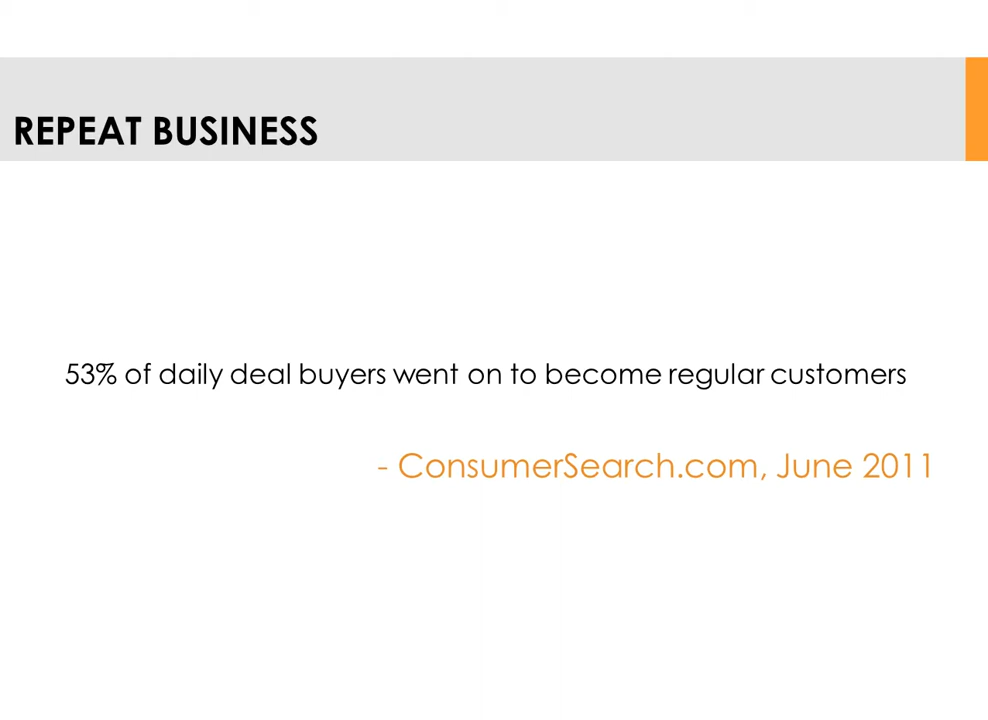 REPEAT BUSINESS
53% of daily deal buyers went on to become regular customers
- ConsumerSearch.com, June 2011